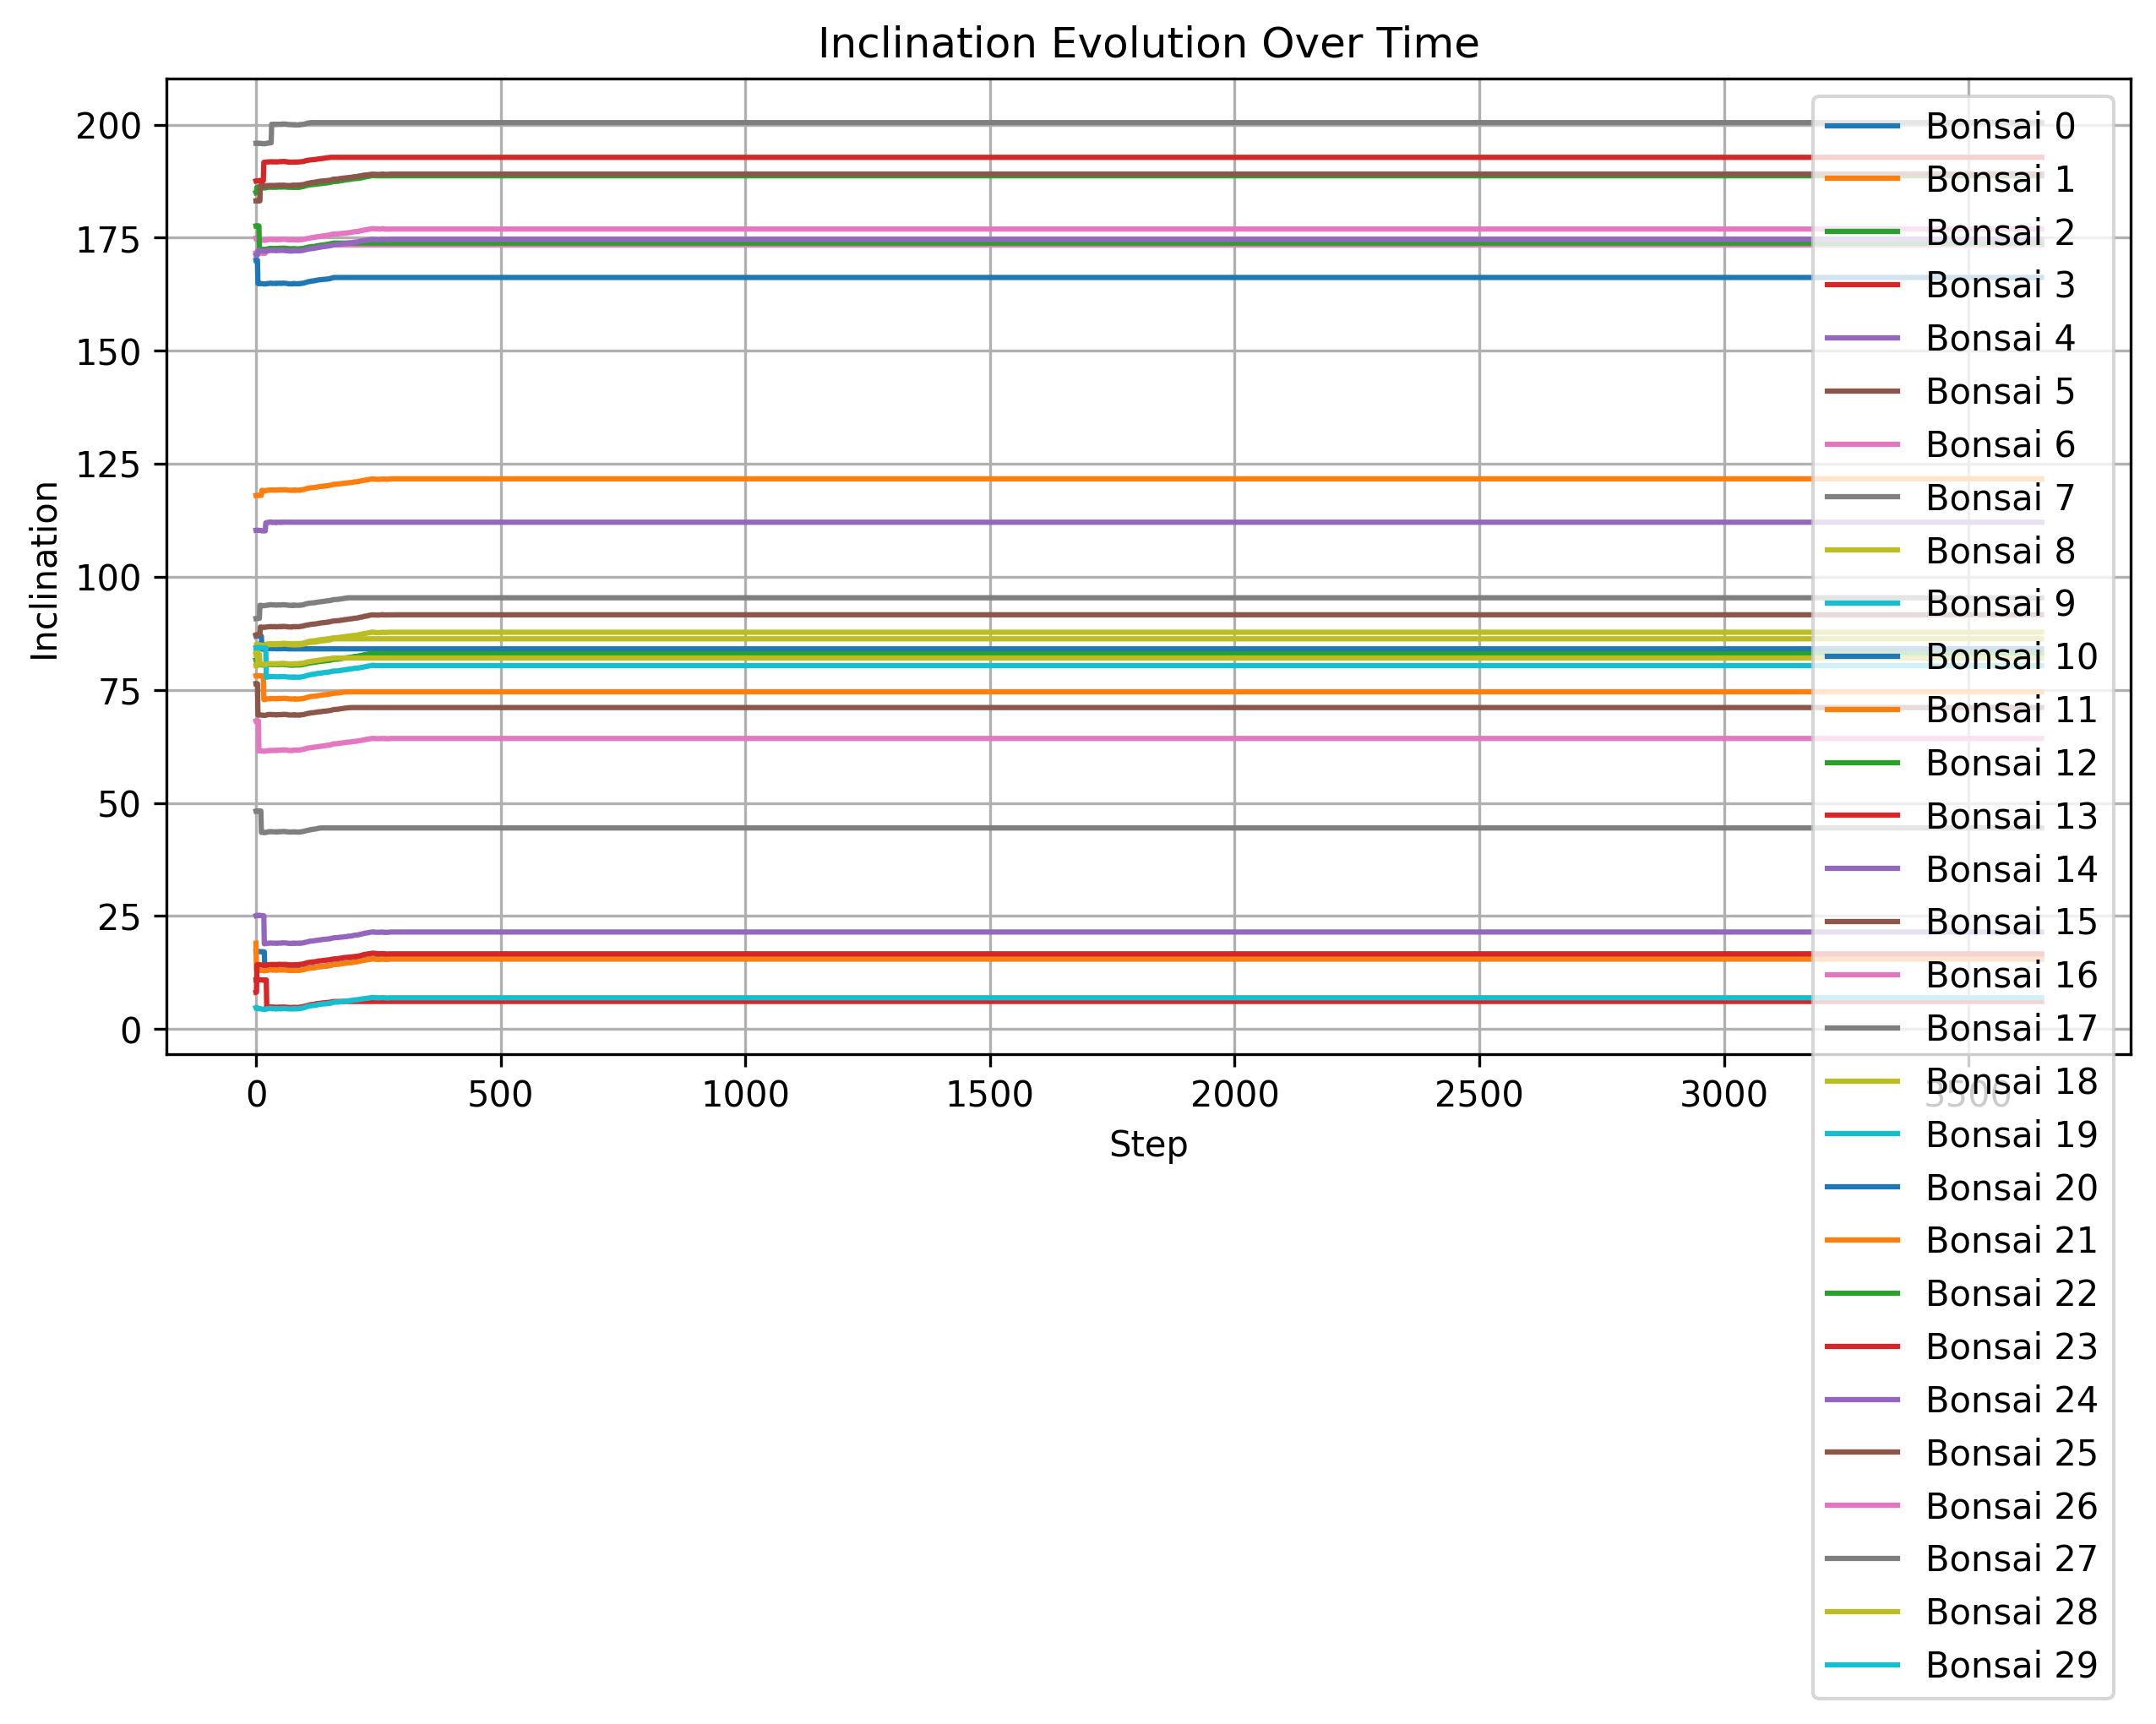 Inclination Evolution Over Time
Inclination
200
175
150
125
100
75
50
25
0
0 500 1000 1500 2000 2500 3000 3500
Step
Bonsai 0
Bonsai 1
Bonsai 2
Bonsai 3
Bonsai 4
Bonsai 5
Bonsai 6
Bonsai 7
Bonsai 8
Bonsai 9
Bonsai 10
Bonsai 11
Bonsai 12
Bonsai 13
Bonsai 14
Bonsai 15
Bonsai 16
Bonsai 17
Bonsai 18
Bonsai 19
Bonsai 20
Bonsai 21
Bonsai 22
Bonsai 23
Bonsai 24
Bonsai 25
Bonsai 26
Bonsai 27
Bonsai 28
Bonsai 29